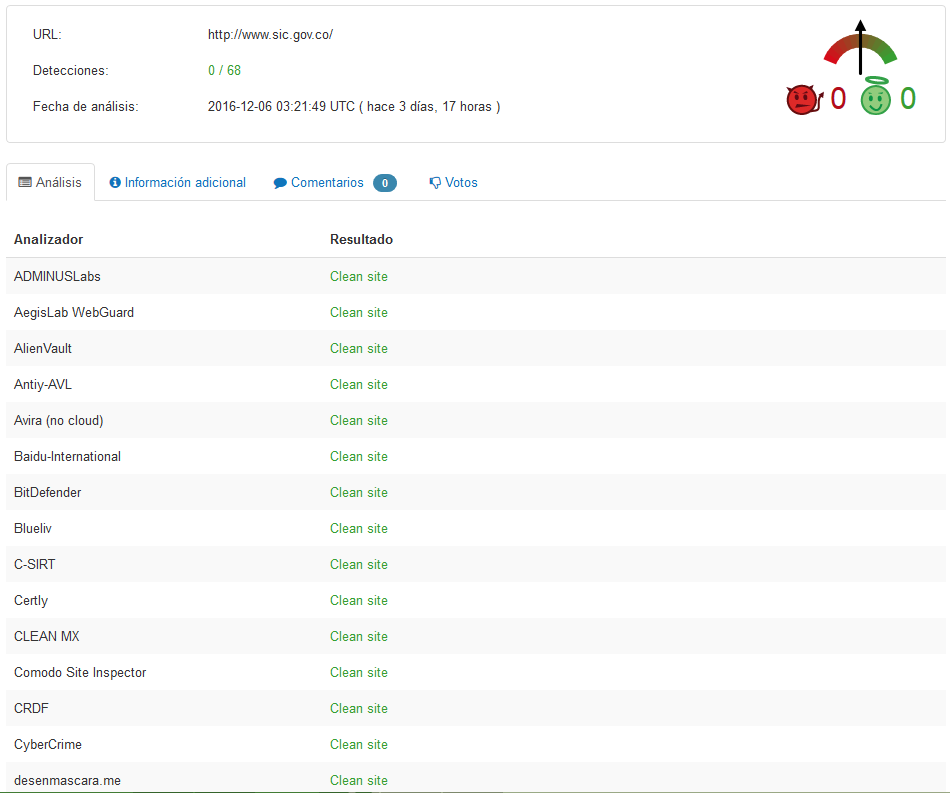 URL: http://www.sic.gov.co/
Detecciones: 0 / 68
Fecha de análisis: 2016-12-06 03:21:49 UTC ( hace 3 días, 17 horas )
0 0
Análisis Información adicional Comentarios 0 Votos
Analizador Resultado
ADMINUSLabs Clean site
AegisLab WebGuard Clean site
AlienVault Clean site
Antiy-AVL Clean site
Avira (no cloud) Clean site
Baidu-International Clean site
BitDefender Clean site
Blueliv Clean site
C-SIRT Clean site
Certly Clean site
CLEAN MX Clean site
Comodo Site Inspector Clean site
CRDF Clean site
CyberCrime Clean site
desenmascara.me Clean site